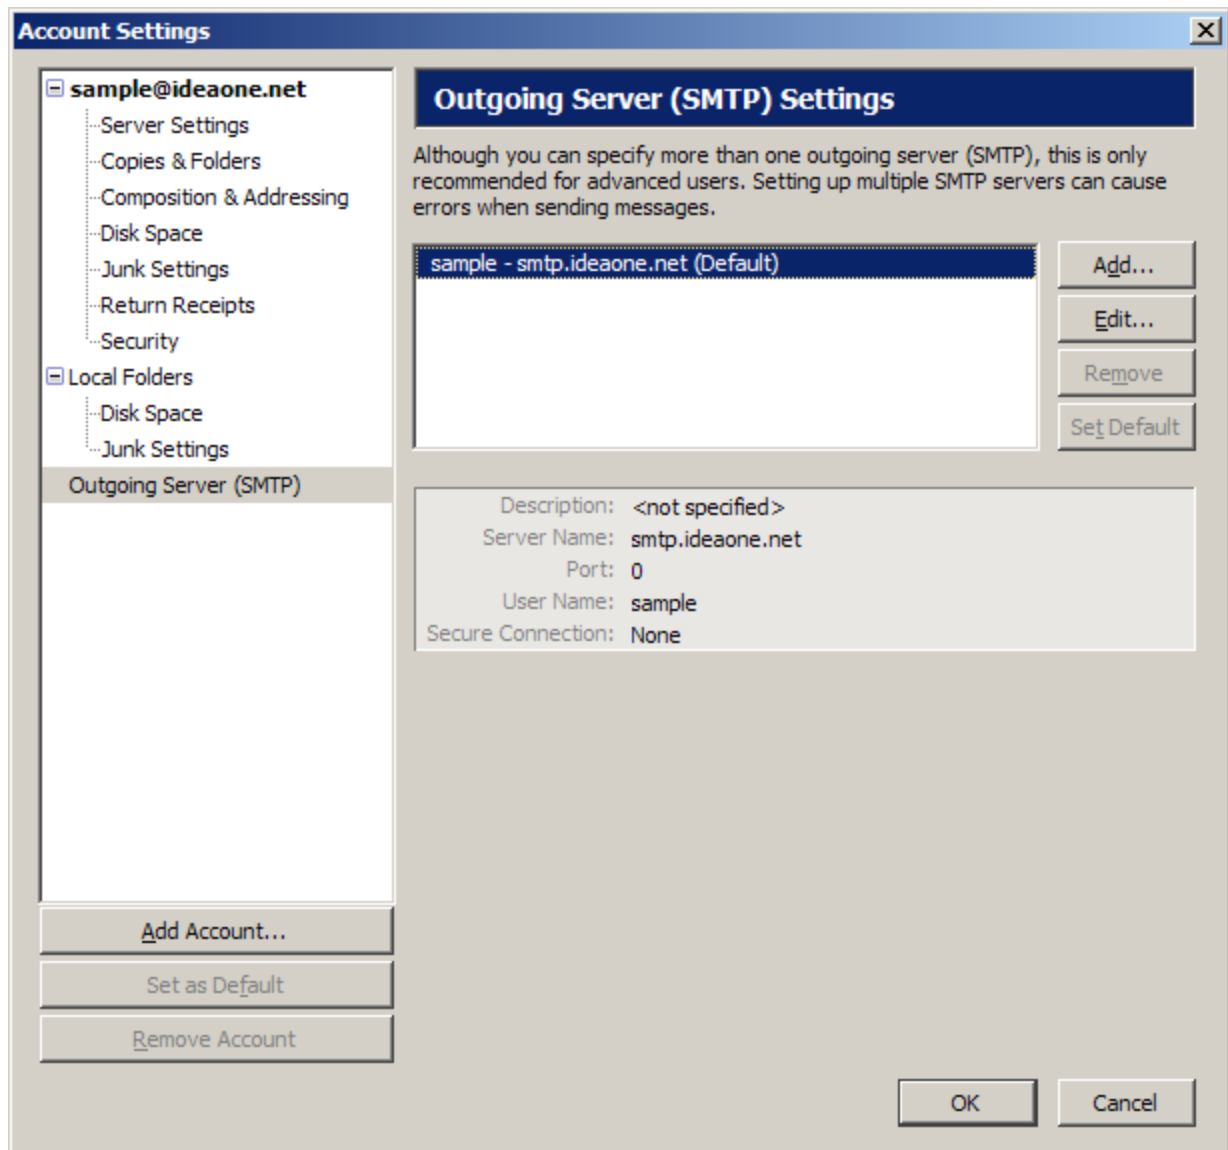 Account Settings
sample@ideaone.net
Server Settings
Copies & Folders
Composition & Addressing
Disk Space
Junk Settings
Return Receipts
Security
Local Folders
Disk Space
Junk Settings
Outgoing Server (SMTP)
Add Account...
Set as Default
Remove Account
Outgoing Server (SMTP) Settings
Although you can specify more than one outgoing server (SMTP), this is only
recommended for advanced users. Setting up multiple SMTP servers can cause
errors when sending messages.
sample - smtp.ideaone.net (Default)
Add...
Edit...
Remove
Set Default
Description: <not specified>
Server Name: smtp.ideaone.net
Port: 0
User Name: sample
Secure Connection: None
OK
Cancel